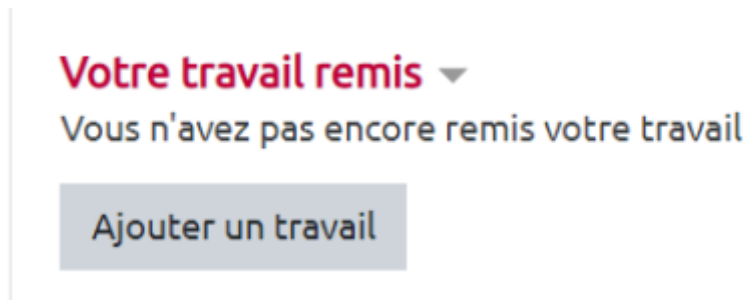 Votre travail remis
Vous n'avez pas encore remis votre travail
Ajouter un travail